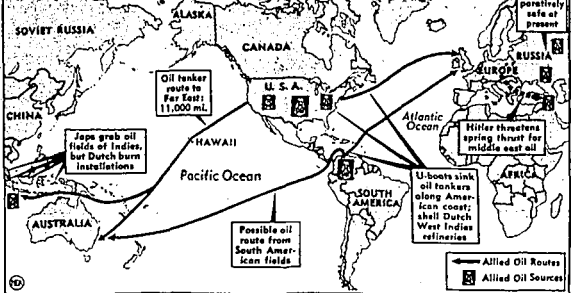 paratively
safe at
present
ALASKA
SOVIET RUSSIA
CANADA
RUSSIA
EUROPE
Oil tanker
route to
Far East:
11,000 mi.
U. S. A.
CHINA
Atlantic
Ocean
Hitler threatens
spring thrust for
middle east oil
Japs grab oil
fields of Indies,
but Dutch burn
installations
HAWAII
Pacific Ocean
AFRICA
U-boats sink
oil tankers
along Amer-
ican coast;
shell Dutch
West Indies
refineries
SOUTH
AMERICA
AUSTRALIA
Possible oil
route from
South Amer-
ican fields
Allied Oil Routes
Allied Oil Sources